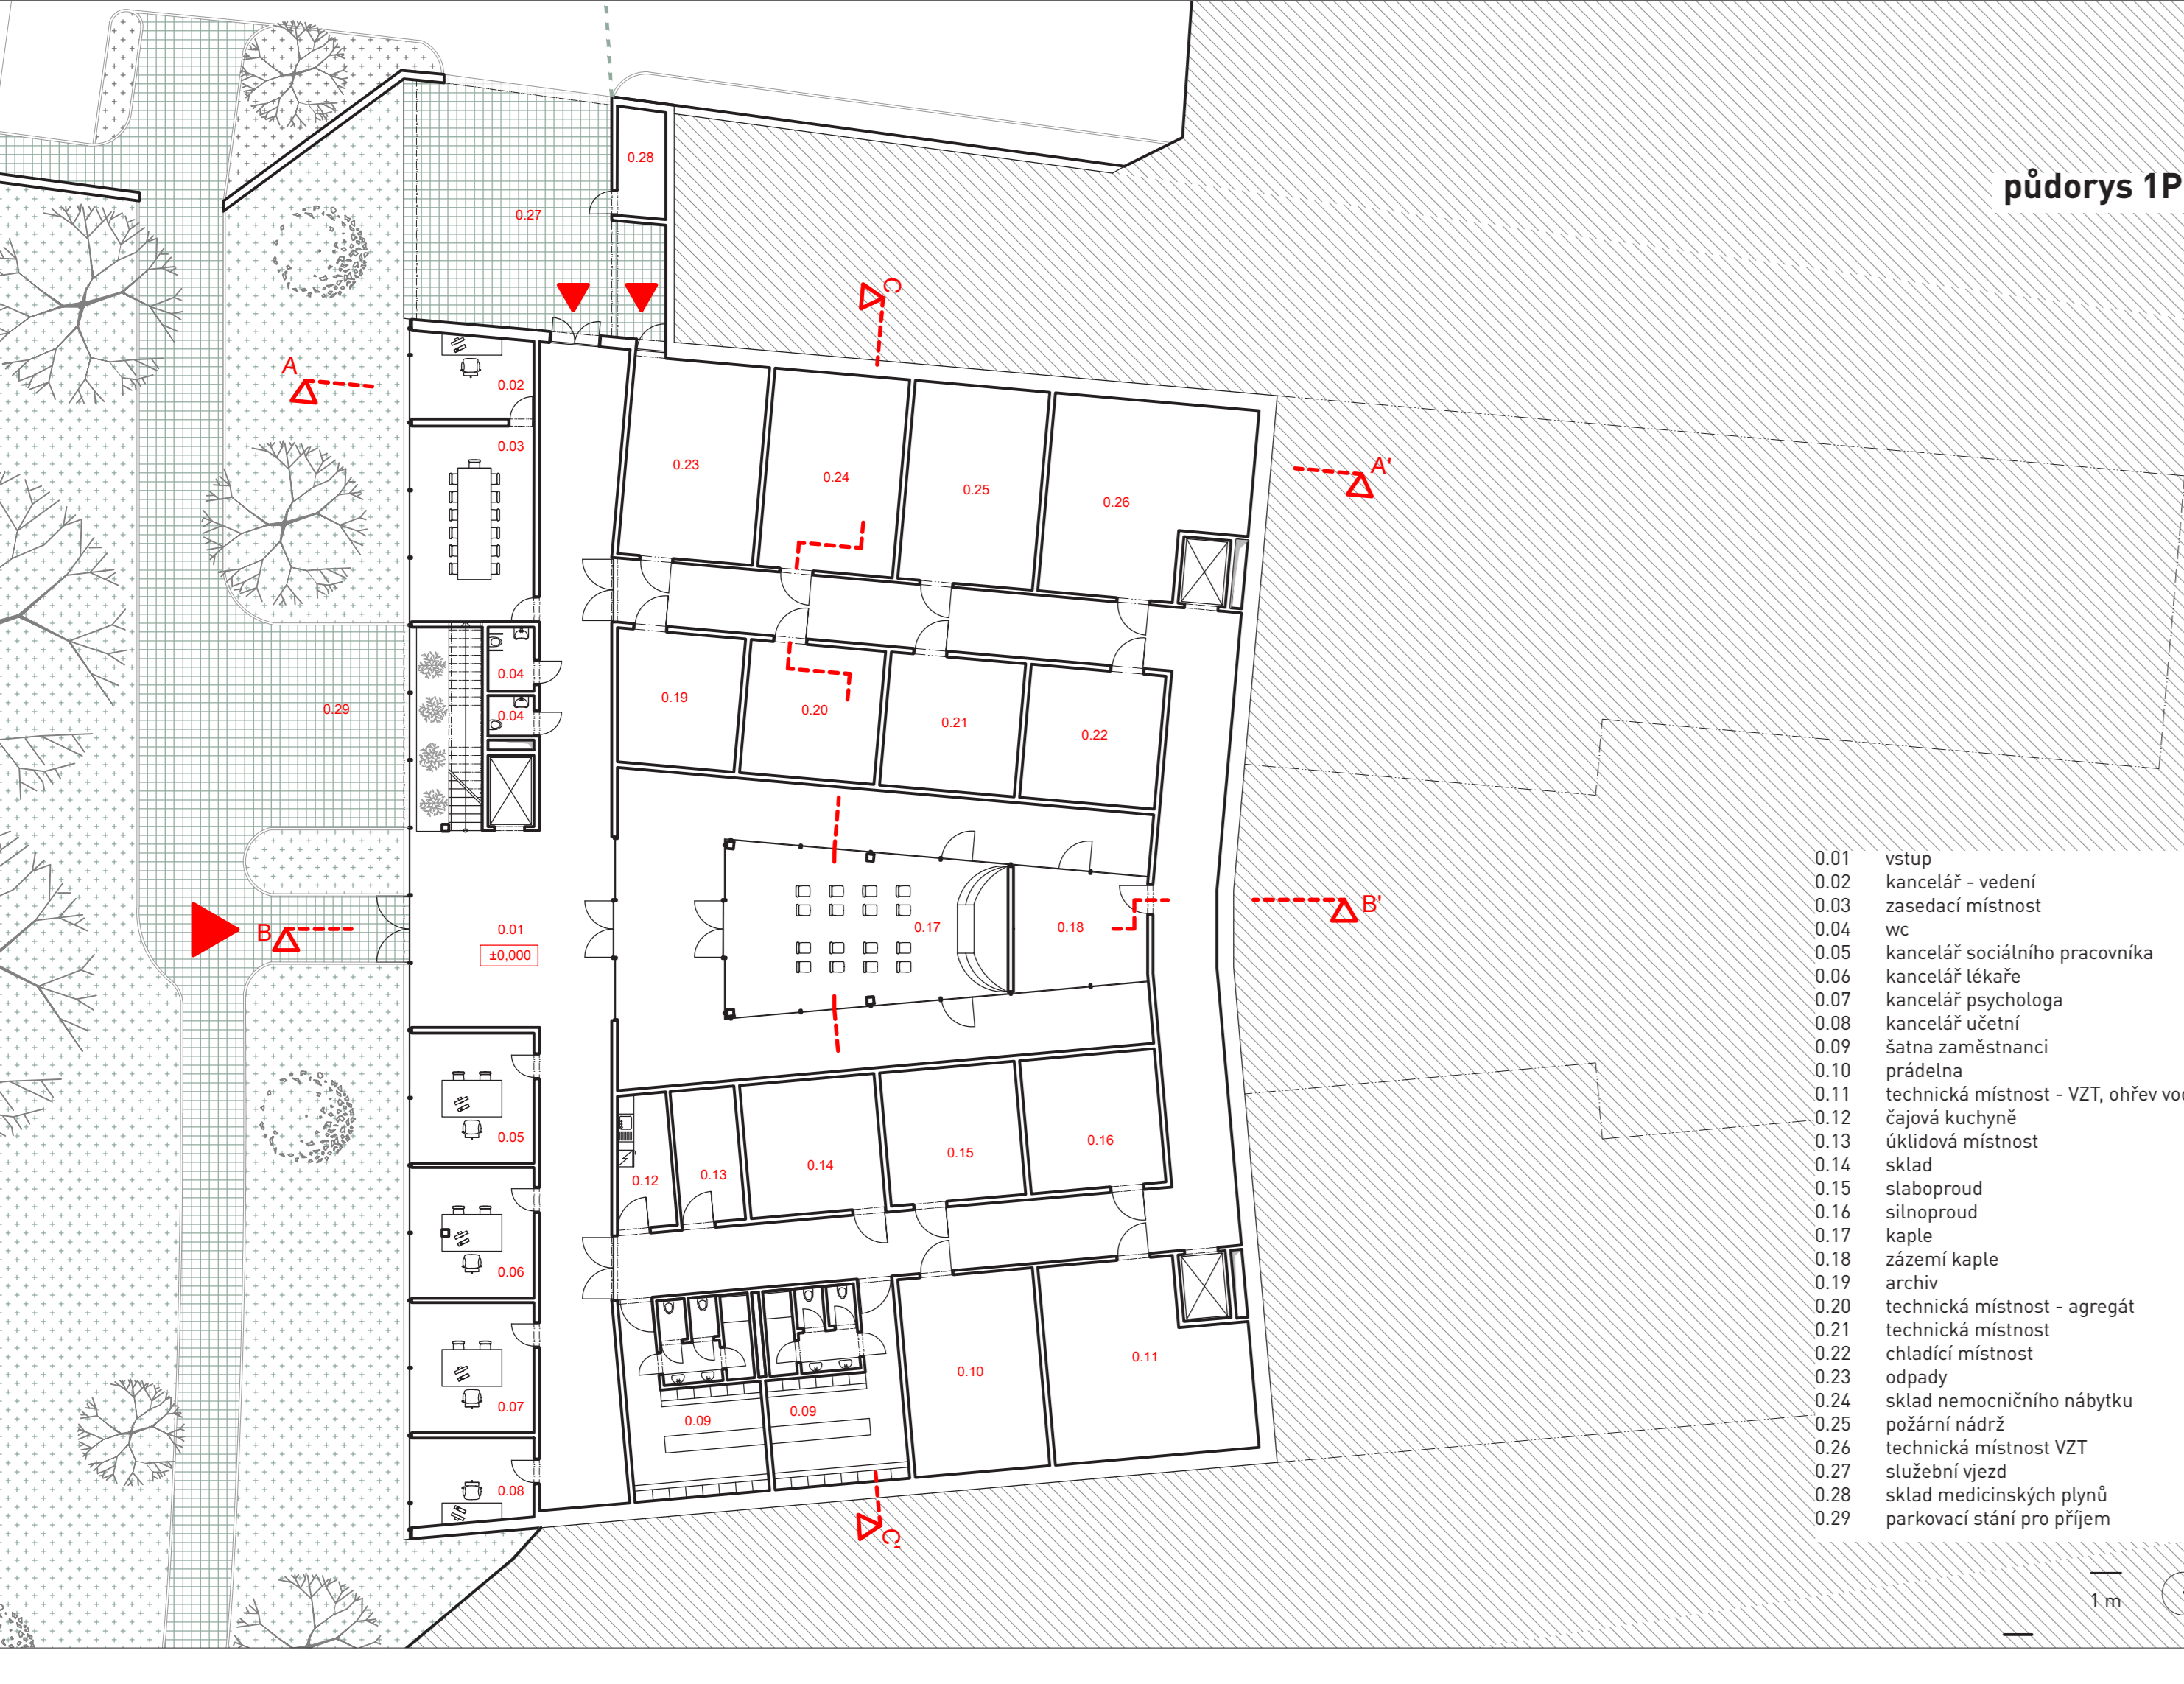 půdorys 1P
0.28
0.27
C
A
0.02
0.03
A'
0.23
0.24
0.25
0.26
0.04
0.04
0.19
0.20
0.21
0.22
0.29
B
0.01
±0,000
0.17
0.18
B'
0.05
0.06
0.07
0.08
0.12
0.13
0.14
0.15
0.16
0.09
0.09
0.10
0.11
C'
0.01 vstup
0.02 kancelář - vedení
0.03 zasedací místnost
0.04 wc
0.05 kancelář sociálního pracovníka
0.06 kancelář lékaře
0.07 kancelář psychologa
0.08 kancelář účetní
0.09 šatna zaměstnanci
0.10 prádelna
0.11 technická místnost - VZT, ohřev vo
0.12 čajová kuchyně
0.13 úklidová místnost
0.14 sklad
0.15 slaboproud
0.16 silnoproud
0.17 kaple
0.18 zázemí kaple
0.19 archiv
0.20 technická místnost - agregát
0.21 technická místnost
0.22 chladící místnost
0.23 odpady
0.24 sklad nemocničního nábytku
0.25 požární nádrž
0.26 technická místnost VZT
0.27 služební vjezd
0.28 sklad medicinských plynů
0.29 parkovací stání pro příjem
1 m